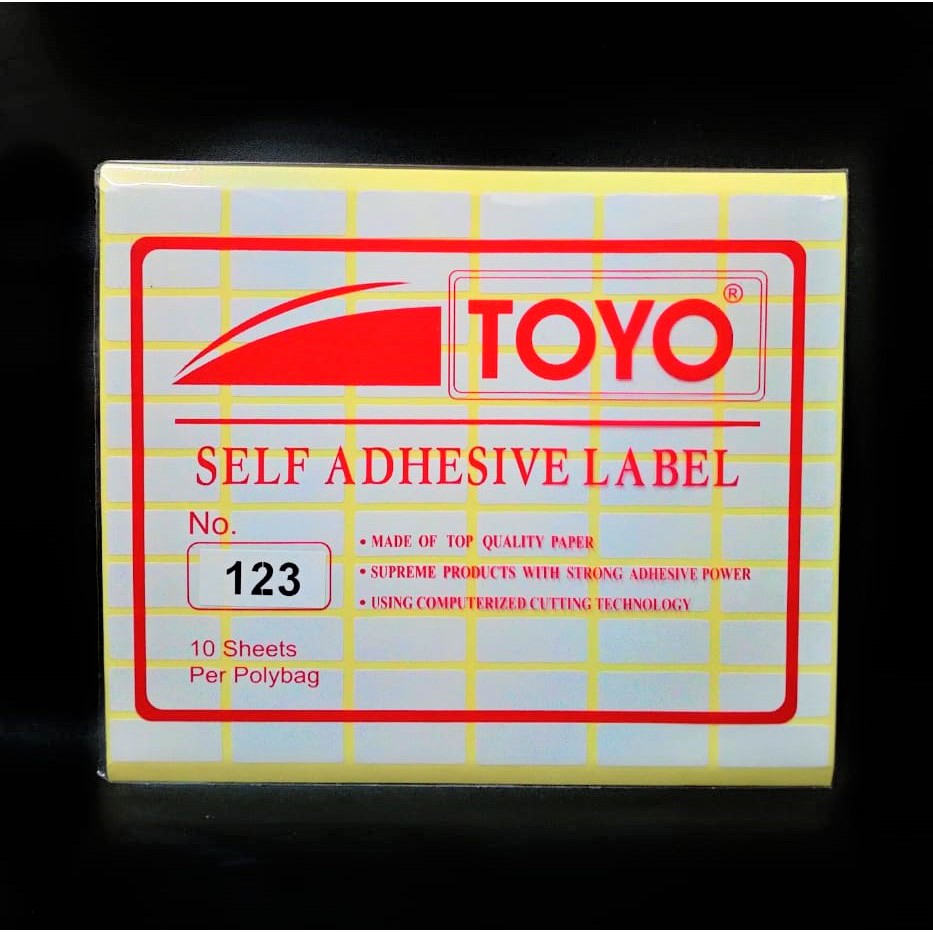 TOYO®
SELF ADHESIVE LABEL
No.
123
• MADE OF TOP QUALITY PAPER
• SUPREME PRODUCTS WITH STRONG ADHESIVE POWER
• USING COMPUTERIZED CUTTING TECHNOLOGY
10 Sheets
Per Polybag